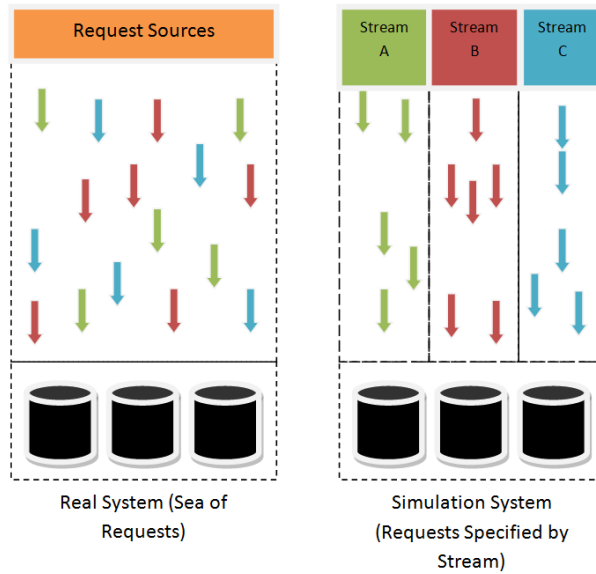 Request Sources
Stream
A
Stream
B
Stream
C
Real System (Sea of
Requests)
Simulation System
(Requests Specified by
Stream)